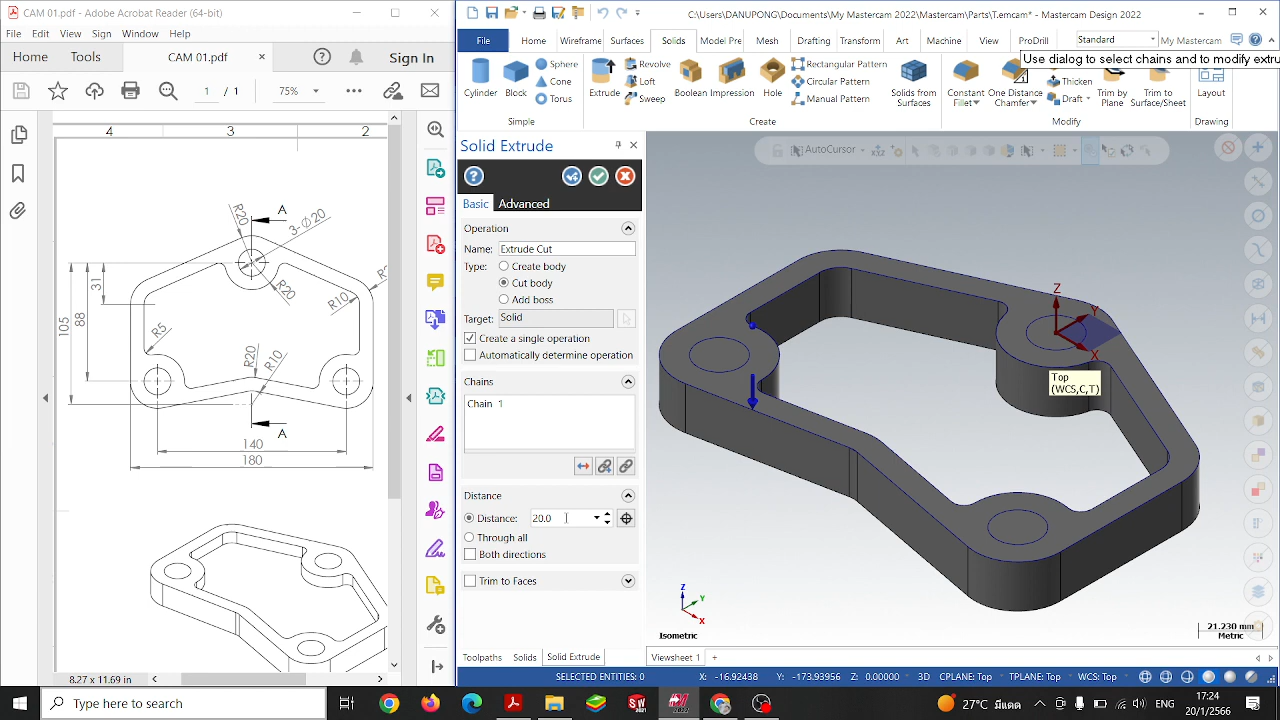 CAM 01.pdf - Adobe Acrobat Reader (64-bit)
File Edit View Sign Window Help
Home Tools CAM 01.pdf × Sign In
1 / 1 75%
4 3 2
R20
A
3-Ø20
R20
R10
31
88
105
R5
R20
R10
A
140
180
8.27 x 11.69 in
C:\Users\DANUPONG\Documents\My Mastercam 2022\Mastercam\Parts\T.emcam* - Mastercam Design 2022
File Home Wireframe Surfaces Solids Model Pre Mesh Drafting Transform Art Machine View ProDrill Standard My Mastercam
Use dialog to select chains and to modify extru
Cylinder Block Sphere Cone Torus
Simple
Extrude Revolve Loft Sweep Boolean Impression Hole Rectangular Pattern Circular Pattern Manual Pattern Solids from Surfaces
Create
Constant Fillet One Distance Chamfer Thicken Draft Trim by Plane Trim to Surface/Sheet
Modify
Layout
Drawing
Solid Extrude
Basic Advanced
Operation
Name: Extrude Cut
Type: Create body
Cut body
Add boss
Target: Solid
Create a single operation
Automatically determine operation
Chains
Chain 1
Distance
Distance: 20.0
Through all
Both directions
Trim to Faces
Toolpaths Solids Solid Extrude
AutoCursor
Z
Y
X
Top
(WCS,C,T)
Z
Y
X
Isometric
21.230 mm
Metric
Viewsheet 1 +
SELECTED ENTITIES: 0 X: -16.92438 Y: -173.93956 Z: 0.00000 3D CPLANE: Top TPLANE: Top WCS: Top
Type here to search
27°C
ENG
17:24
20/1/2566